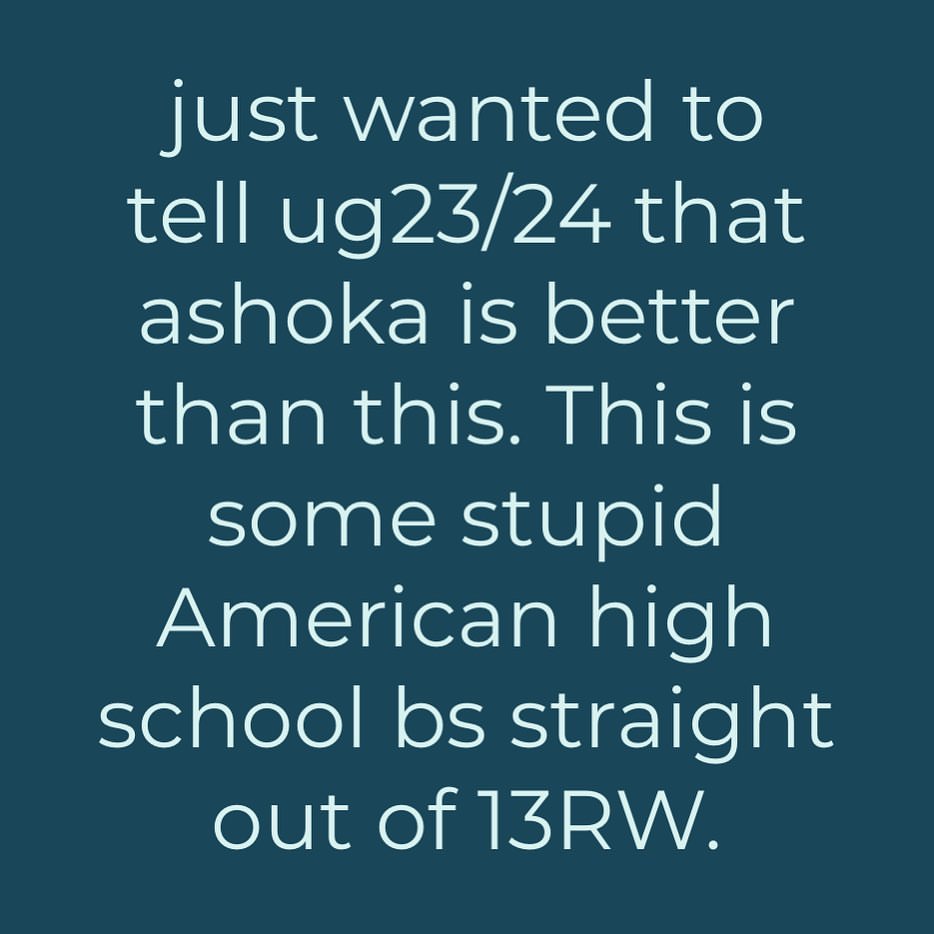 just wanted to
tell ug23/24 that
ashoka is better
than this. This is
some stupid
American high
school bs straight
out of 13RW.